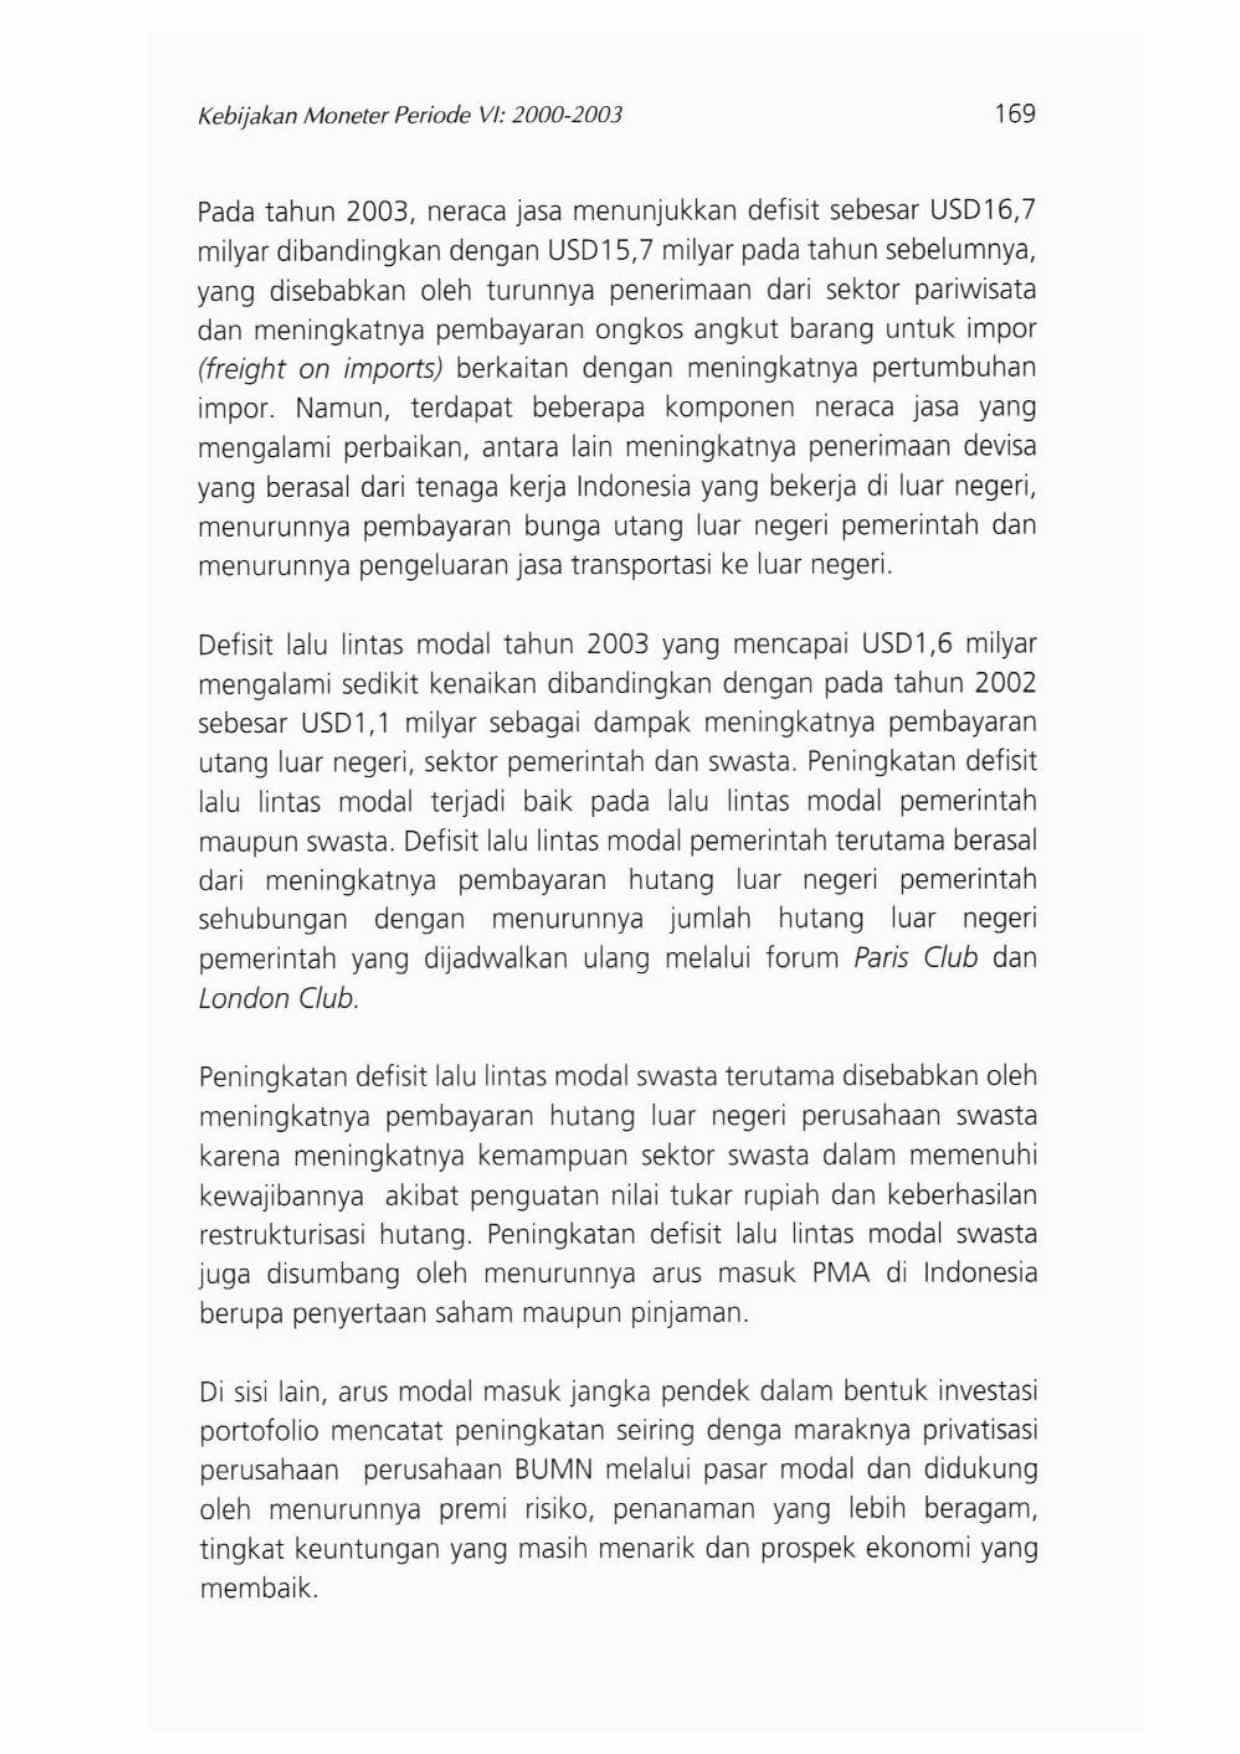 Kebijakan Moneter Periode VI: 2000-2003 169
Pada tahun 2003, neraca jasa menunjukkan defisit sebesar USD16,7
milyar dibandingkan dengan USD15,7 milyar pada tahun sebelumnya,
yang disebabkan oleh turunnya penerimaan dari sektor pariwisata
dan meningkatnya pembayaran ongkos angkut barang untuk impor
(freight on imports) berkaitan dengan meningkatnya pertumbuhan
impor. Namun, terdapat beberapa komponen neraca jasa yang
mengalami perbaikan, antara lain meningkatnya penerimaan devisa
yang berasal dari tenaga kerja Indonesia yang bekerja di luar negeri,
menurunnya pembayaran bunga utang luar negeri pemerintah dan
menurunnya pengeluaran jasa transportasi ke luar negeri.
Defisit lalu lintas modal tahun 2003 yang mencapai USD1,6 milyar
mengalami sedikit kenaikan dibandingkan dengan pada tahun 2002
sebesar USD1,1 milyar sebagai dampak meningkatnya pembayaran
utang luar negeri, sektor pemerintah dan swasta. Peningkatan defisit
lalu lintas modal terjadi baik pada lalu lintas modal pemerintah
maupun swasta. Defisit lalu lintas modal pemerintah terutama berasal
dari meningkatnya pembayaran hutang luar negeri pemerintah
sehubungan dengan menurunnya jumlah hutang luar negeri
pemerintah yang dijadwalkan ulang melalui forum Paris Club dan
London Club.
Peningkatan defisit lalu lintas modal swasta terutama disebabkan oleh
meningkatnya pembayaran hutang luar negeri perusahaan swasta
karena meningkatnya kemampuan sektor swasta dalam memenuhi
kewajibannya akibat penguatan nilai tukar rupiah dan keberhasilan
restrukturisasi hutang. Peningkatan defisit lalu lintas modal swasta
juga disumbang oleh menurunnya arus masuk PMA di Indonesia
berupa penyertaan saham maupun pinjaman.
Di sisi lain, arus modal masuk jangka pendek dalam bentuk investasi
portofolio mencatat peningkatan seiring denga maraknya privatisasi
perusahaan perusahaan BUMN melalui pasar modal dan didukung
oleh menurunnya premi risiko, penanaman yang lebih beragam,
tingkat keuntungan yang masih menarik dan prospek ekonomi yang
membaik.